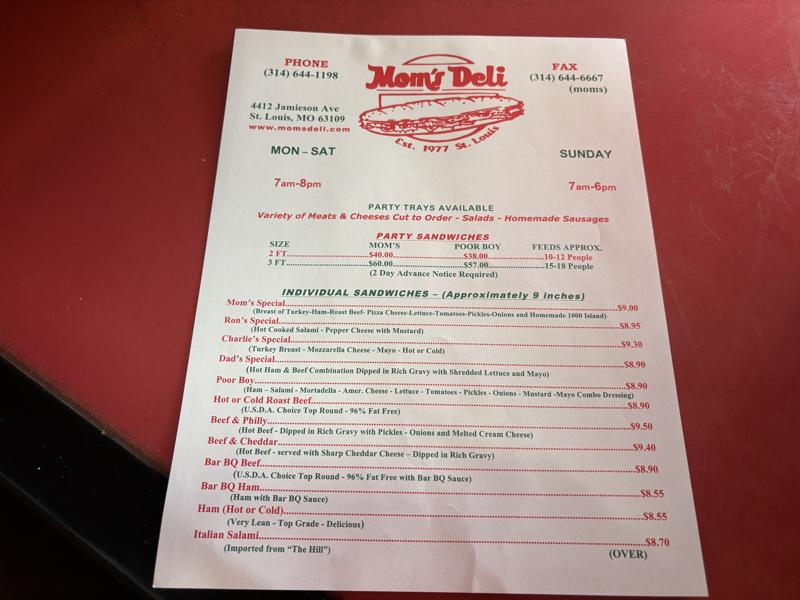 PHONE
(314) 644-1198
Mom's Deli
FAX
(314) 644-6667
(moms)
4412 Jamieson Ave
St. Louis, MO 63109
www.momsdeli.com
Est. 1977 St. Louis
MON – SAT
SUNDAY
7am-8pm
7am-6pm
PARTY TRAYS AVAILABLE
Variety of Meats & Cheeses Cut to Order - Salads - Homemade Sausages
PARTY SANDWICHES
SIZE MOM'S POOR BOY FEEDS APPROX.
2 FT...$40.00...$38.00...10-12 People
3 FT...$60.00...$57.00...15-18 People
(2 Day Advance Notice Required)
INDIVIDUAL SANDWICHES – (Approximately 9 inches)
Mom's Special...$9.00
(Breast of Turkey-Ham-Roast Beef- Pizza Cheese-Lettuce-Tomatoes-Pickles-Onions and Homemade 1000 Island)
Ron's Special...$8.95
(Hot Cooked Salami - Pepper Cheese with Mustard)
Charlie's Special...$9.30
(Turkey Breast - Mozzarella Cheese - Mayo - Hot or Cold)
Dad's Special...$8.90
(Hot Ham & Beef Combination Dipped in Rich Gravy with Shredded Lettuce and Mayo)
Poor Boy...$8.90
(Ham – Salami - Mortadella - Amer. Cheese - Lettuce - Tomatoes - Pickles - Onions - Mustard -Mayo Combo Dressing)
Hot or Cold Roast Beef...$8.90
(U.S.D.A. Choice Top Round - 96% Fat Free)
Beef & Philly...$9.50
(Hot Beef - Dipped in Rich Gravy with Pickles - Onions and Melted Cream Cheese)
Beef & Cheddar...$9.40
(Hot Beef - served with Sharp Cheddar Cheese – Dipped in Rich Gravy)
Bar BQ Beef...$8.90
(U.S.D.A. Choice Top Round - 96% Fat Free with Bar BQ Sauce)
Bar BQ Ham...$8.55
(Ham with Bar BQ Sauce)
Ham (Hot or Cold)...$8.55
(Very Lean - Top Grade - Delicious)
Italian Salami...$8.70
(Imported from "The Hill")
(OVER)